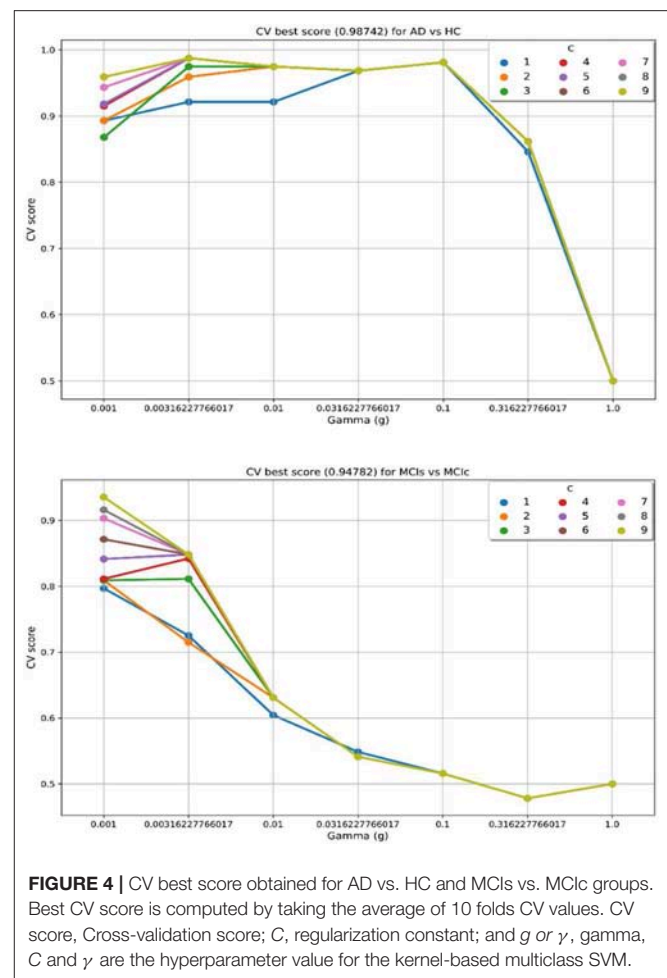 CV best score (0.98742) for AD vs HC
1.0
0.9
0.8
0.7
0.6
0.5
CV score
C
1 4 7
2 5 8
3 6 9
0.001 0.00316227766017 0.01 0.0316227766017 0.1 0.316227766017 1.0
Gamma (g)
CV best score (0.94782) for MCIs vs MCIc
0.9
0.8
0.7
0.6
0.5
CV score
C
1 4 7
2 5 8
3 6 9
0.001 0.00316227766017 0.01 0.0316227766017 0.1 0.316227766017 1.0
Gamma (g)
FIGURE 4 | CV best score obtained for AD vs. HC and MCIs vs. MCIc groups.
Best CV score is computed by taking the average of 10 folds CV values. CV
score, Cross-validation score; C, regularization constant; and g or γ, gamma,
C and γ are the hyperparameter value for the kernel-based multiclass SVM.